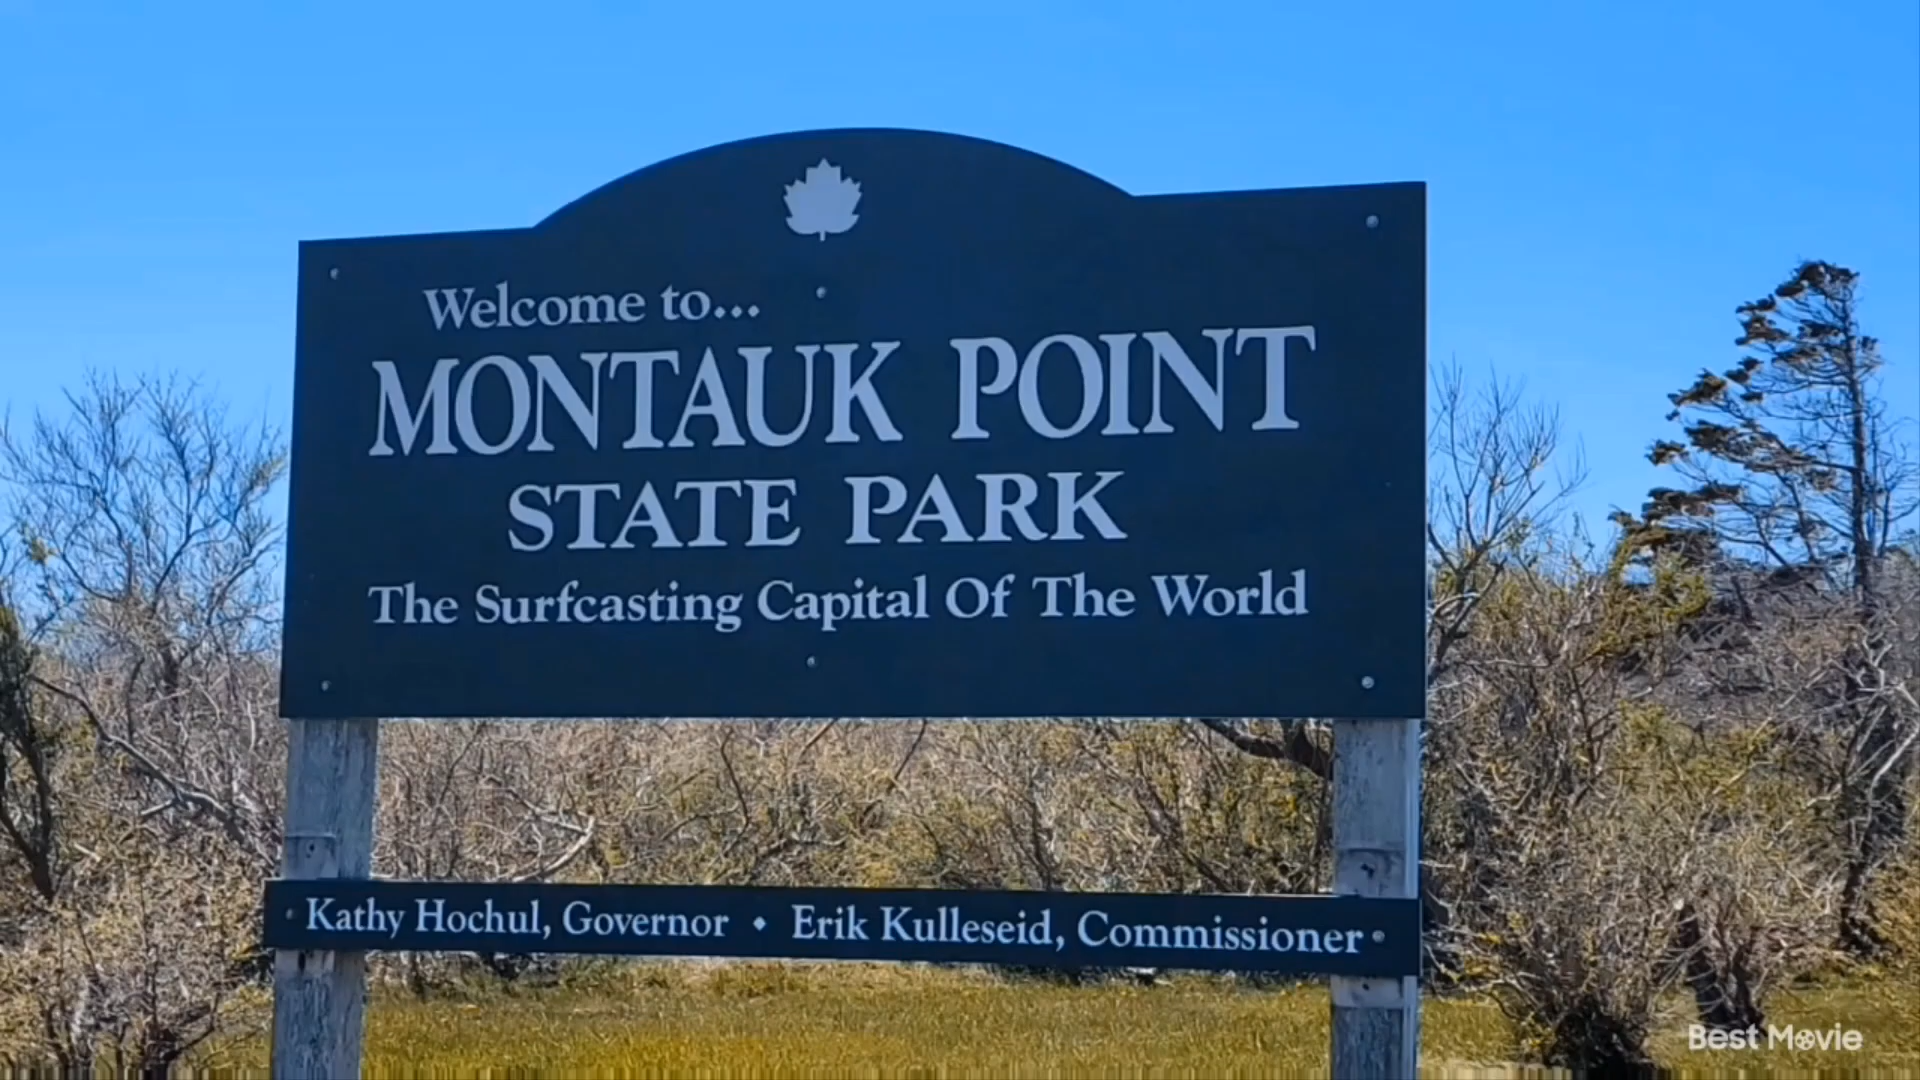 Welcome to...
MONTAUK POINT
STATE PARK
The Surfcasting Capital Of The World
Kathy Hochul, Governor • Erik Kulleseid, Commissioner
Best Movie